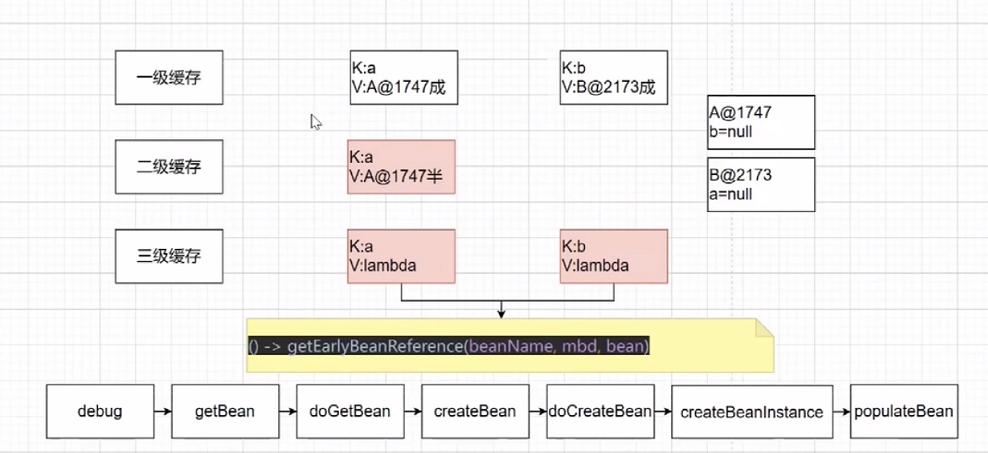 一级缓存
K:a
V:A@1747成
K:b
V:B@2173成
A@1747
b=null
二级缓存
K:a
V:A@1747半
B@2173
a=null
三级缓存
K:a
V:lambda
K:b
V:lambda
() -> getEarlyBeanReference(beanName, mbd, bean)
debug
getBean
doGetBean
createBean
doCreateBean
createBeanInstance
populateBean